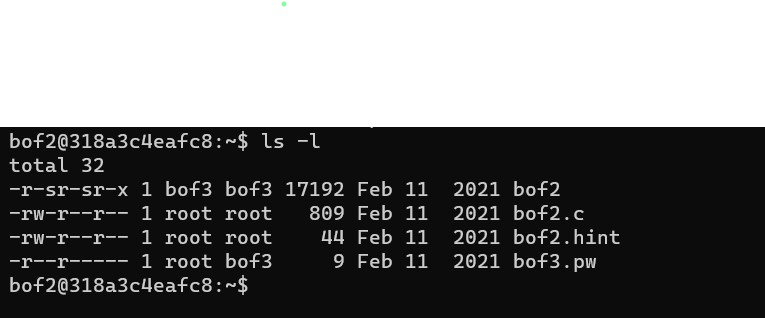 bof2@318a3c4eafc8:~$ ls -l
total 32
-r-sr-sr-x 1 bof3 bof3 17192 Feb 11  2021 bof2
-rw-r--r-- 1 root root   809 Feb 11  2021 bof2.c
-rw-r--r-- 1 root root    44 Feb 11  2021 bof2.hint
-r--r----- 1 root bof3     9 Feb 11  2021 bof3.pw
bof2@318a3c4eafc8:~$